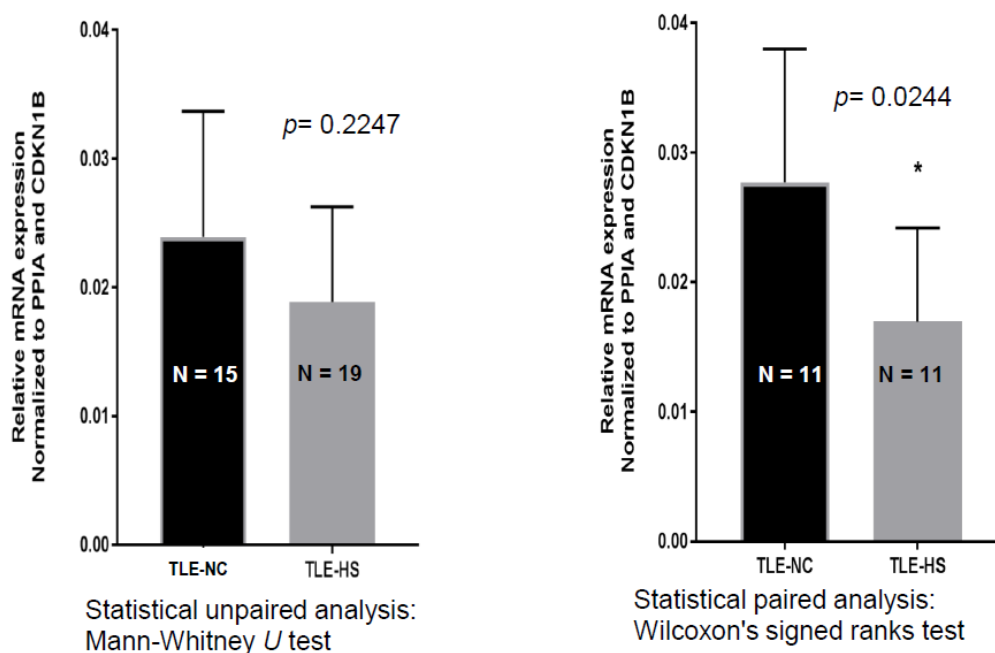 Relative mRNA expression
Normalized to PPIA and CDKN1B
0.04
0.03
0.02
0.01
0.00
p= 0.2247
N = 15
N = 19
TLE-NC
TLE-HS
Statistical unpaired analysis:
Mann-Whitney U test
Relative mRNA expression
Normalized to PPIA and CDKN1B
0.04
0.03
0.02
0.01
0.00
p= 0.0244
*
N = 11
N = 11
TLE-NC
TLE-HS
Statistical paired analysis:
Wilcoxon's signed ranks test